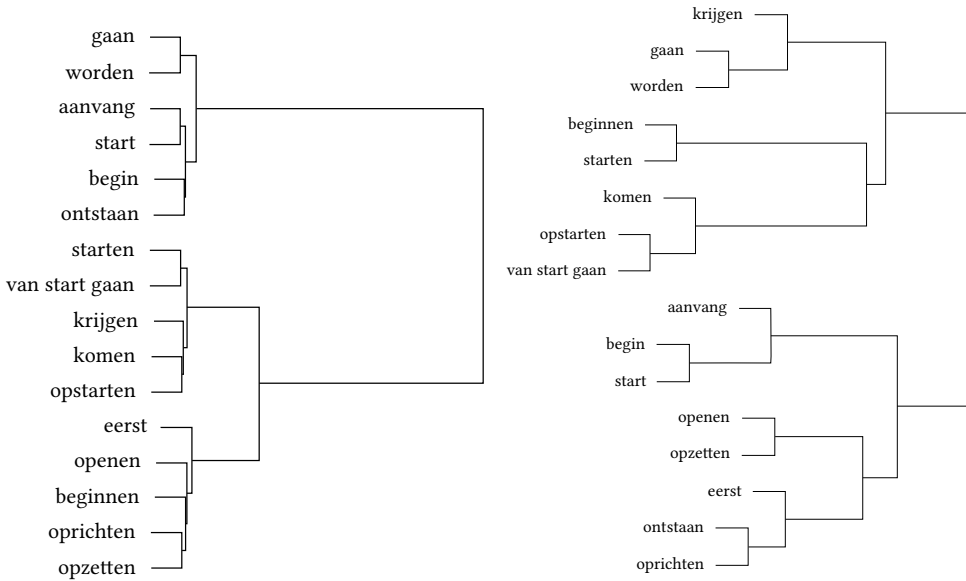 gaan
worden
aanvang
start
begin
ontstaan
starten
van start gaan
krijgen
komen
opstarten
eerst
openen
beginnen
oprichten
opzetten
krijgen
gaan
worden
beginnen
starten
komen
opstarten
van start gaan
aanvang
begin
start
openen
opzetten
eerst
ontstaan
oprichten